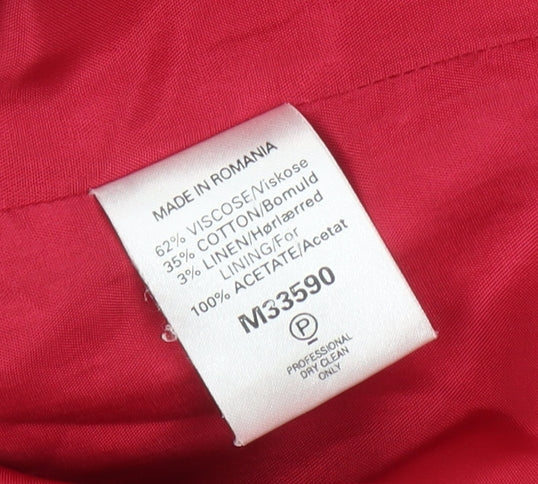 MADE IN ROMANIA
62% VISCOSE/Viskose
35% COTTON/Bomuld
3% LINEN/Hørlærred
LINING/For
100% ACETATE/Acetat
M33590
P
PROFESSIONAL
DRY CLEAN
ONLY